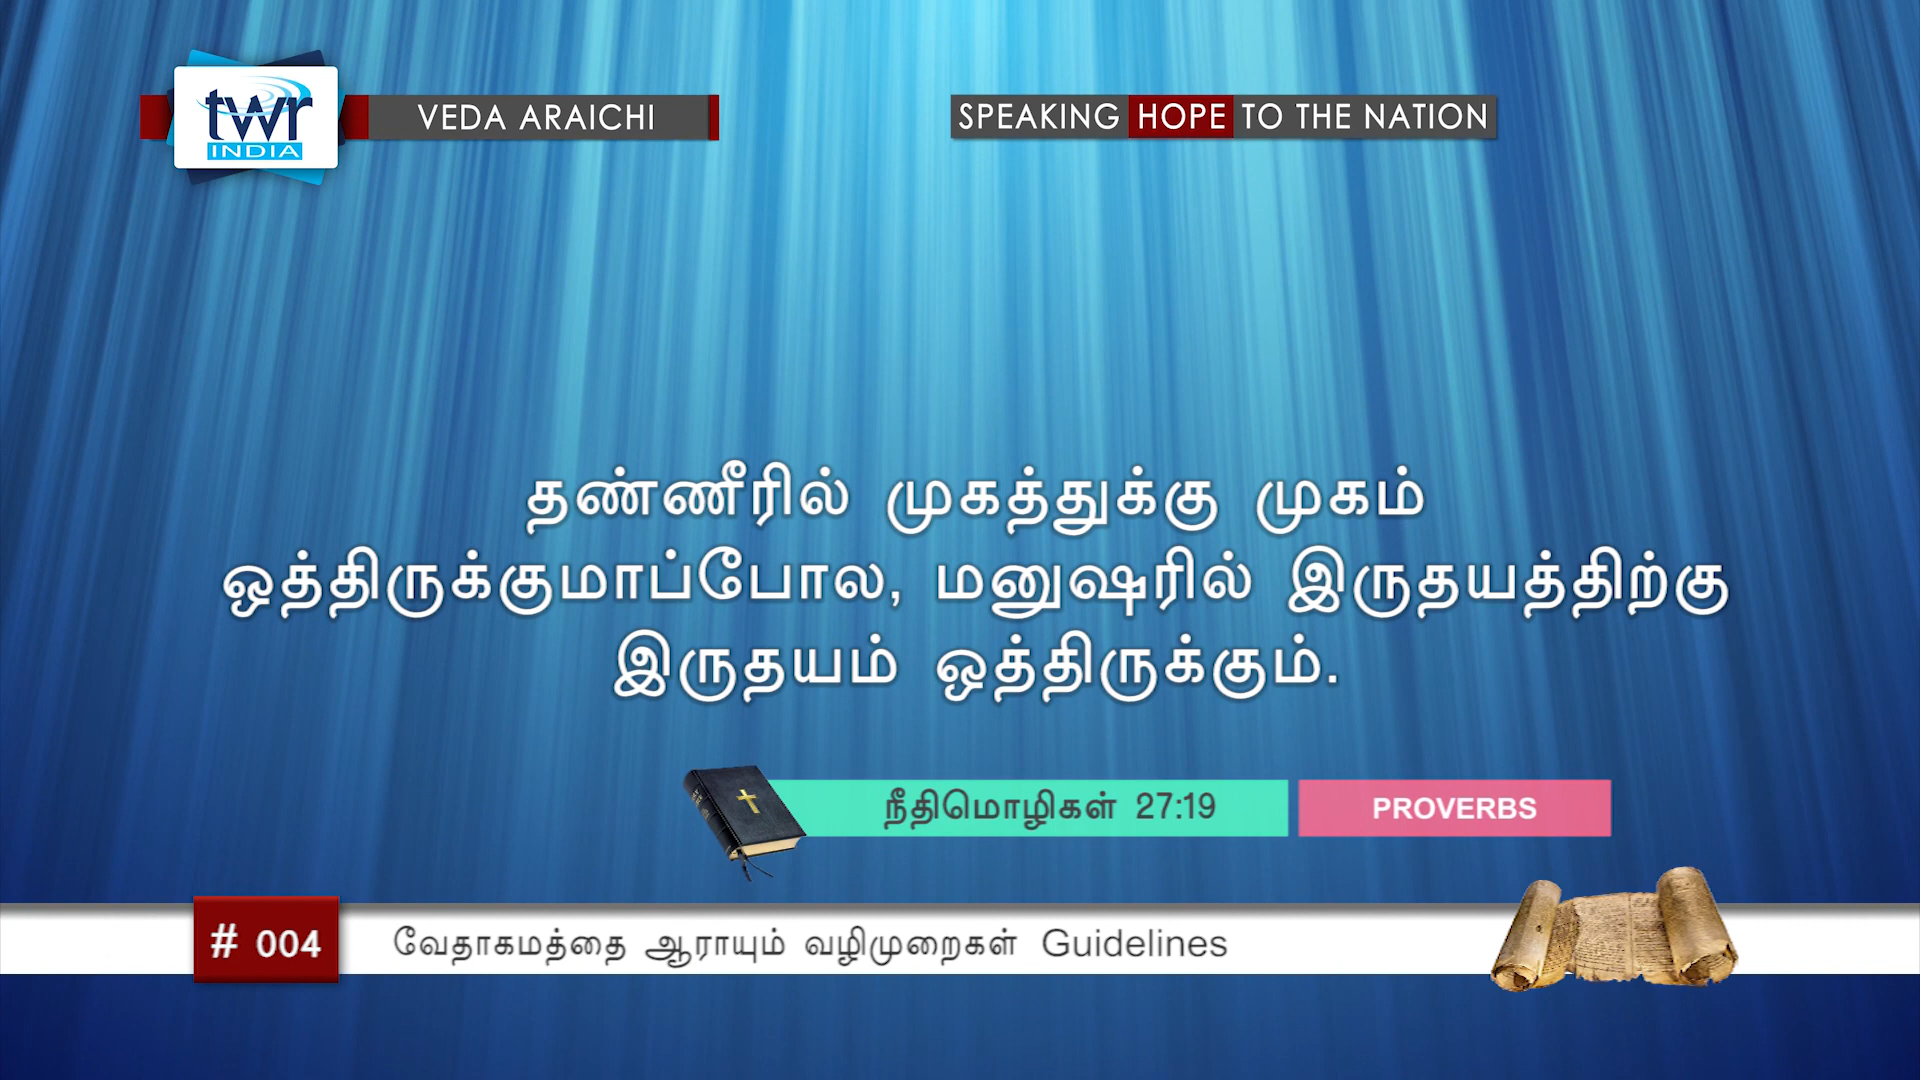 twr
INDIA
VEDA ARAICHI
SPEAKING HOPE TO THE NATION
தண்ணீரில் முகத்துக்கு முகம்
ஒத்திருக்குமாப்போல, மனுஷரில் இருதயத்திற்கு
இருதயம் ஒத்திருக்கும்.
நீதிமொழிகள் 27:19
PROVERBS
# 004
வேதாகமத்தை ஆராயும் வழிமுறைகள் Guidelines